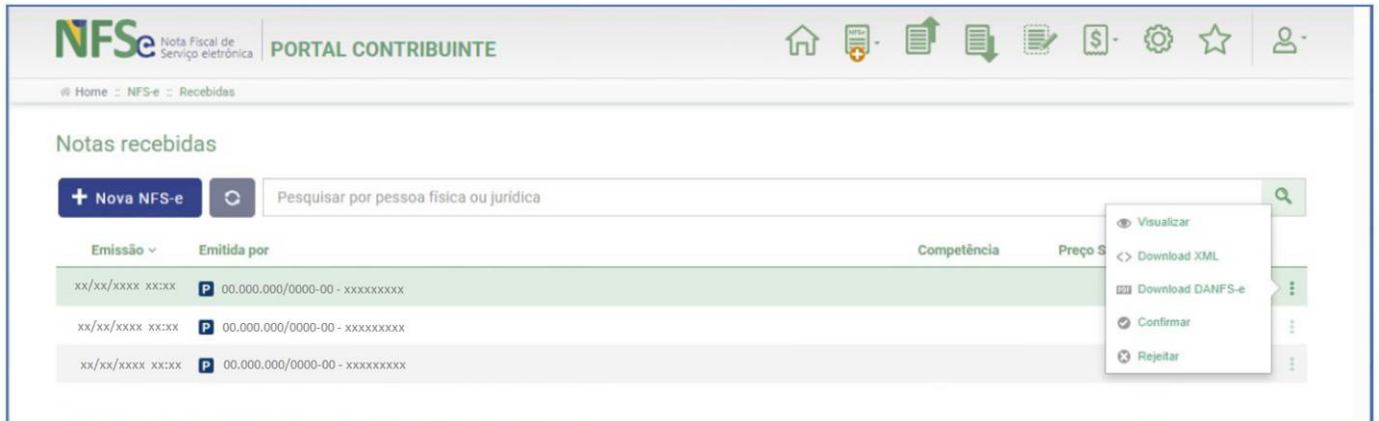 NFSe Nota Fiscal de Serviço eletrônica PORTAL CONTRIBUINTE
NFS-e
$
Home :: NFS-e :: Recebidas
Notas recebidas
+ Nova NFS-e
Pesquisar por pessoa física ou jurídica
Emissão Emitida por Competência Preço S
xx/xx/xxxx xx:xx P 00.000.000/0000-00 - xxxxxxxxx
xx/xx/xxxx xx:xx P 00.000.000/0000-00 - xxxxxxxxx
xx/xx/xxxx xx:xx P 00.000.000/0000-00 - xxxxxxxxx
Visualizar
<> Download XML
PDF Download DANFS-e
Confirmar
Rejeitar